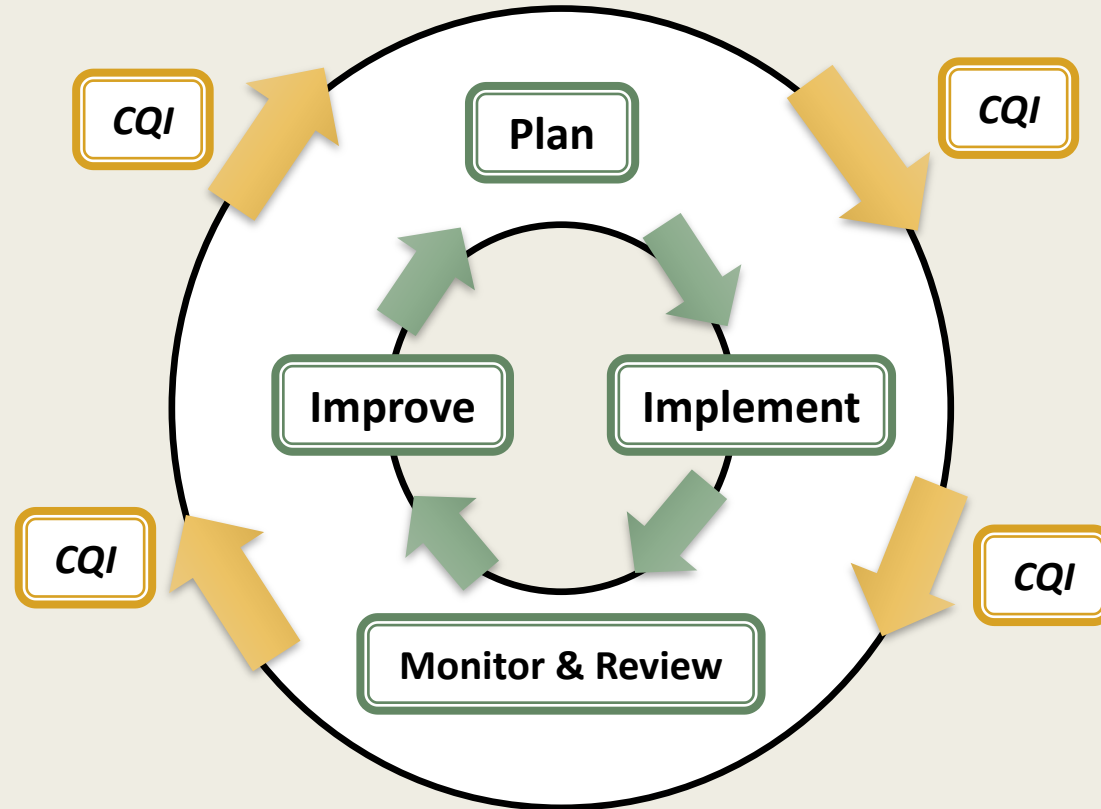 CQI
Plan
CQI
Improve
Implement
CQI
CQI
Monitor & Review